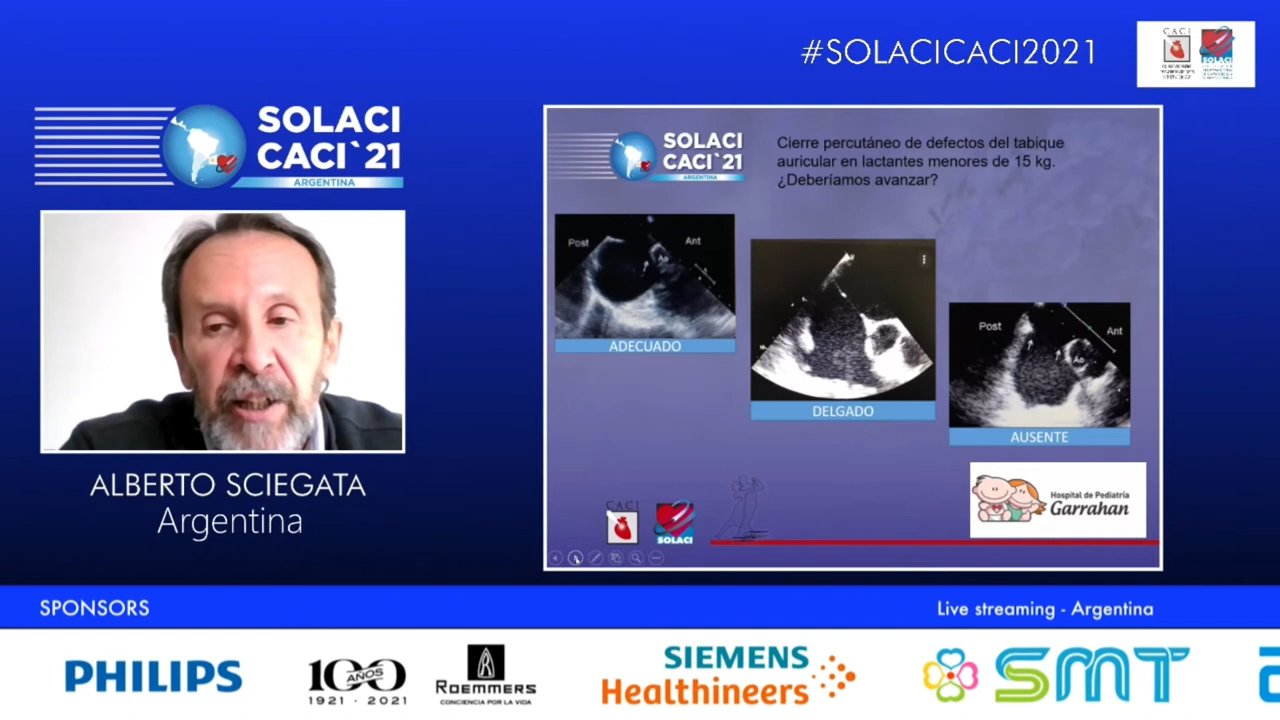 #SOLACICACI2021
CACI
SOLACI
SOLACI
CACI`21
ARGENTINA
ALBERTO SCIEGATA
Argentina
SOLACI
CACI`21
ARGENTINA
Cierre percutáneo de defectos del tabique
auricular en lactantes menores de 15 kg.
¿Deberíamos avanzar?
Post
Ant
Ao
ADECUADO
DELGADO
Post
Ant
Ao
AUSENTE
Hospital de Pediatría
Garrahan
CACI
SOLACI
SPONSORS
Live streaming - Argentina
PHILIPS
100
AÑOS
1921 · 2021
ROEMMERS
CONCIENCIA POR LA VIDA
SIEMENS
Healthineers
SMT